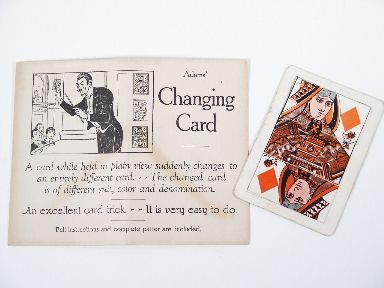 Adams'
Changing
Card
A card while held in plain view suddenly changes to
an entirely different card. - - The changed card
is of different suit, color and denomination.
An excellent card trick. - - It is very easy to do.
Full instructions and complete patter are included.